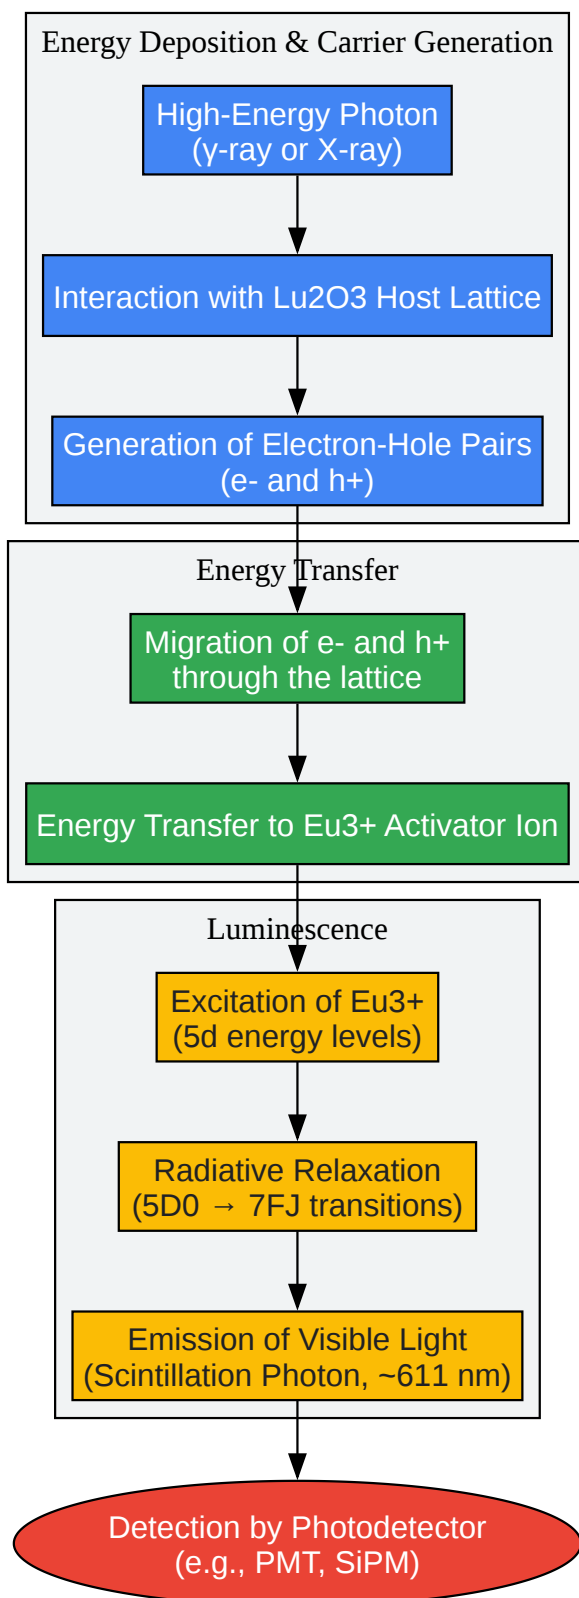 Energy Deposition & Carrier Generation
High-Energy Photon
(γ-ray or X-ray)
Interaction with Lu2O3 Host Lattice
Generation of Electron-Hole Pairs
(e- and h+)
Energy Transfer
Migration of e- and h+
through the lattice
Energy Transfer to Eu3+ Activator Ion
Luminescence
Excitation of Eu3+
(5d energy levels)
Radiative Relaxation
(5D0 → 7FJ transitions)
Emission of Visible Light
(Scintillation Photon, ~611 nm)
Detection by Photodetector
(e.g., PMT, SiPM)